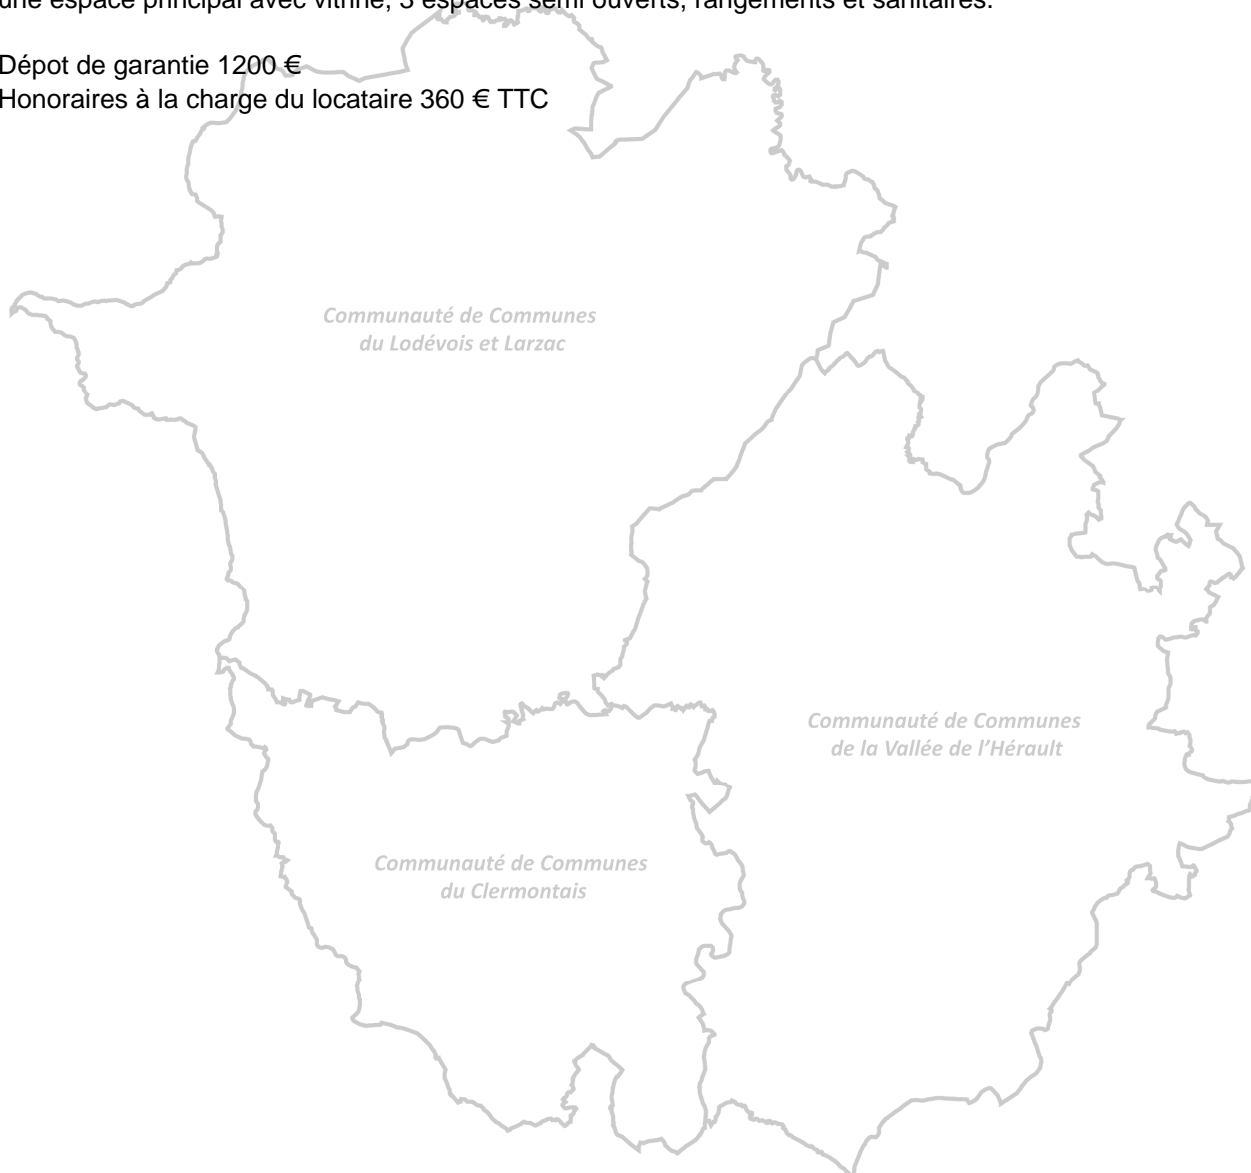 une espace principal avec vitrine, 3 espaces semi ouverts, rangements et sanitaires.
Dépot de garantie 1200 €
Honoraires à la charge du locataire 360 € TTC
Communauté de Communes
du Lodévois et Larzac
Communauté de Communes
de la Vallée de l'Hérault
Communauté de Communes
du Clermontais